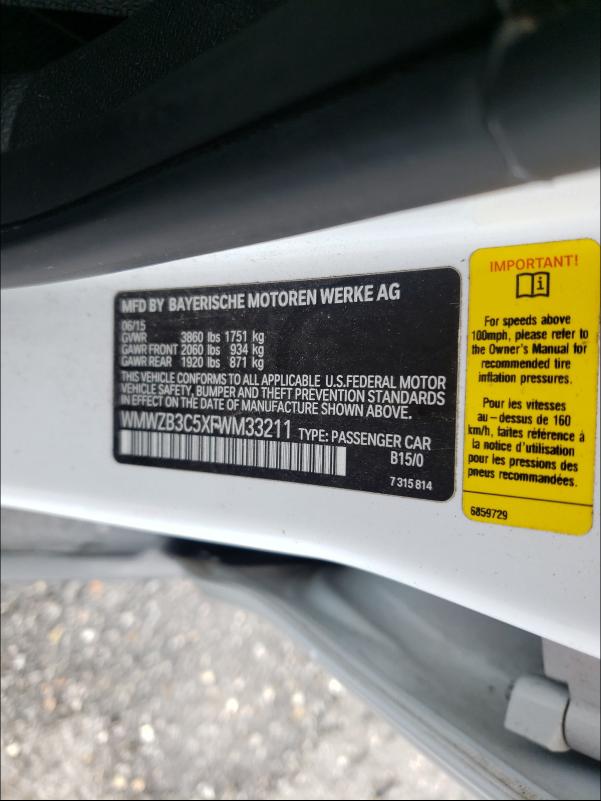 MFD BY BAYERISCHE MOTOREN WERKE AG
06/15
GVWR 3860 lbs 1751 kg
GAWR FRONT 2060 lbs 934 kg
GAWR REAR 1920 lbs 871 kg
THIS VEHICLE CONFORMS TO ALL APPLICABLE U.S.FEDERAL MOTOR
VEHICLE SAFETY, BUMPER AND THEFT PREVENTION STANDARDS
IN EFFECT ON THE DATE OF MANUFACTURE SHOWN ABOVE.
WMWZB3C5XFWM33211 TYPE: PASSENGER CAR
B15/0
7 315 814
IMPORTANT!
i
For speeds above
100mph, please refer to
the Owner's Manual for
recommended tire
inflation pressures.
Pour les vitesses
au-dessus de 160
km/h, faites référence à
la notice d'utilisation
pour les pressions des
pneus recommandées.
6859729